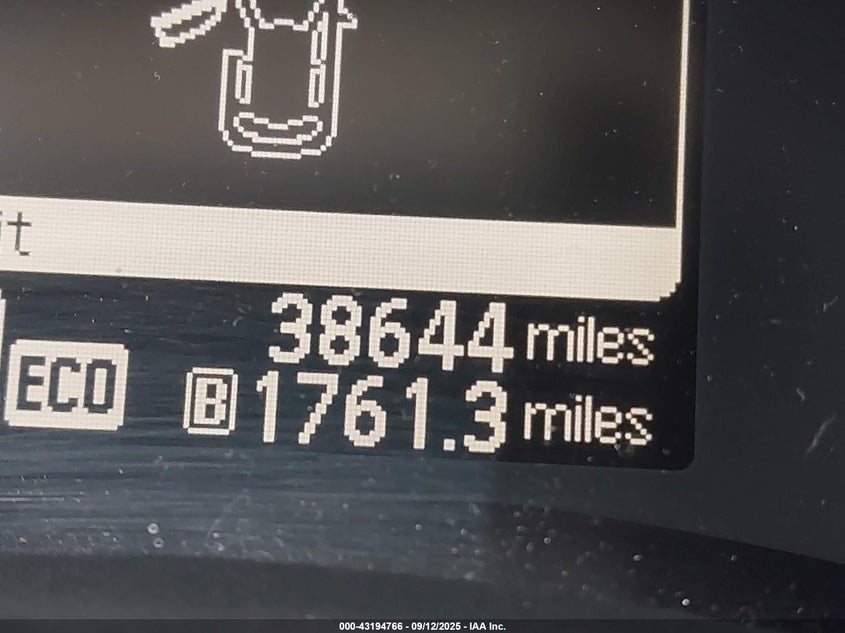 it
38644 miles
ECO B 1761.3 miles
000-43194766 - 09/12/2025 - IAA Inc.